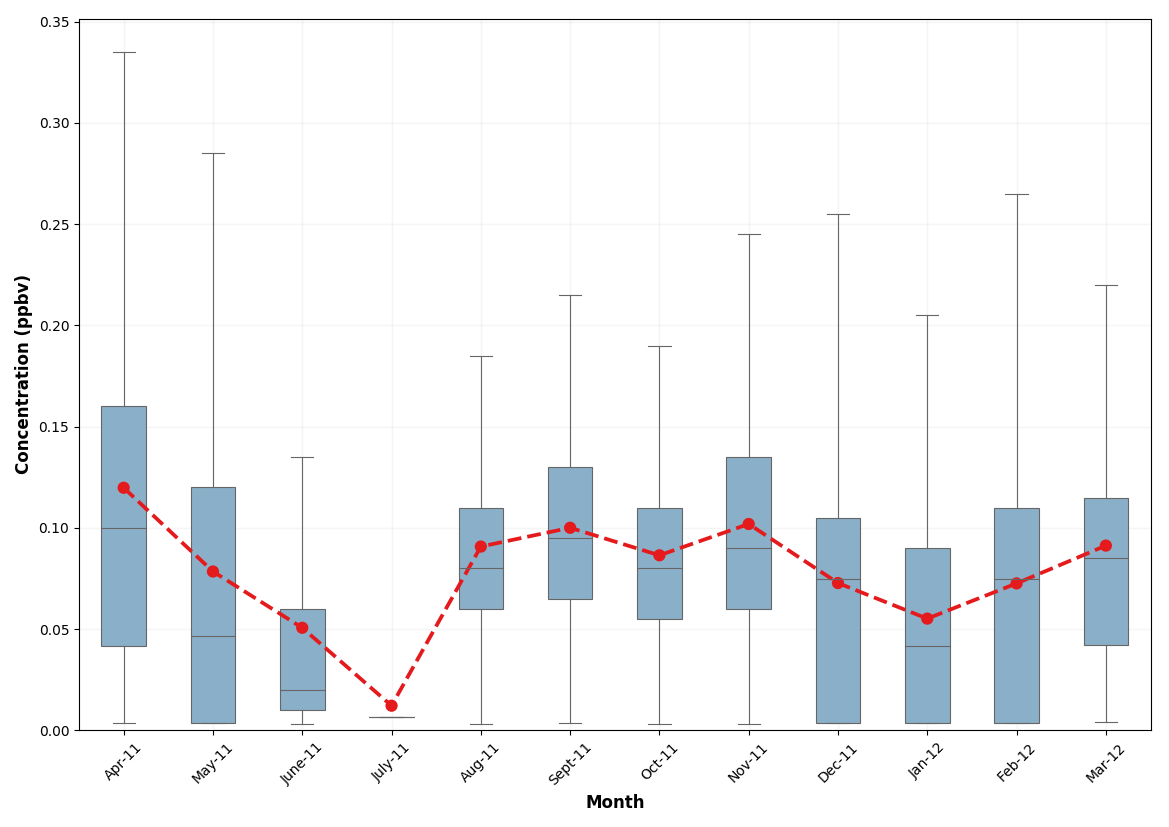 0.35
0.30
0.25
0.20
0.15
0.10
0.05
0.00
Concentration (ppbv)
Apr-11
May-11
June-11
July-11
Aug-11
Sept-11
Oct-11
Nov-11
Dec-11
Jan-12
Feb-12
Mar-12
Month